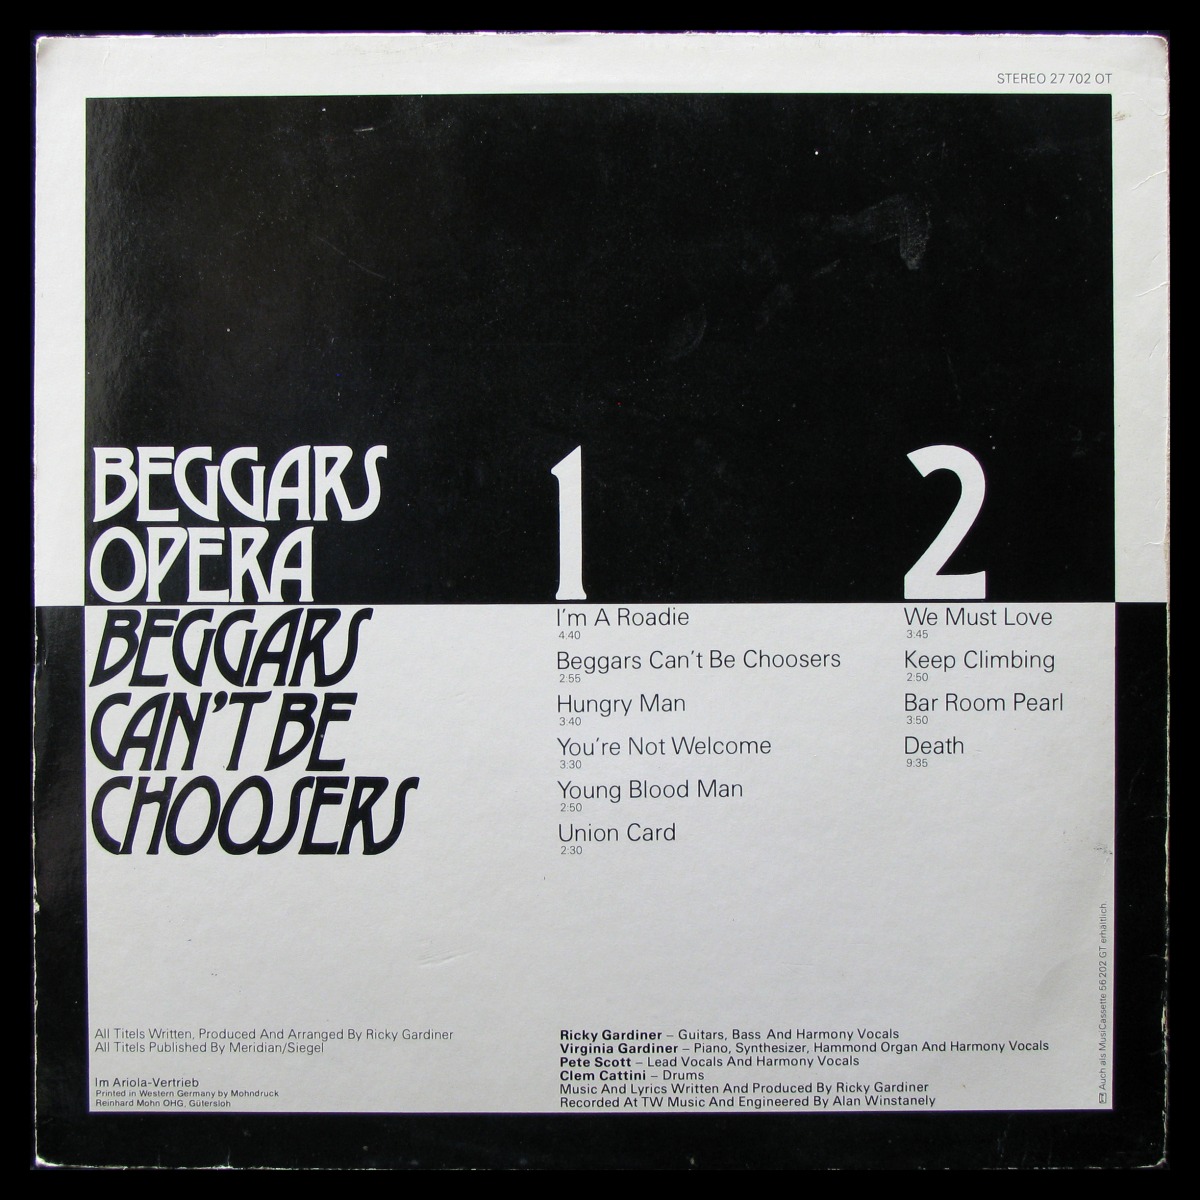 STEREO 27 702 OT
BEGGARS
OPERA
BEGGARS
CAN'T BE
CHOOSERS
1
I'm A Roadie
4:40
Beggars Can't Be Choosers
2:55
Hungry Man
3:40
You're Not Welcome
3:30
Young Blood Man
2:50
Union Card
2:30
2
We Must Love
3:45
Keep Climbing
2:50
Bar Room Pearl
3:50
Death
9:35
All Titels Written, Produced And Arranged By Ricky Gardiner
All Titels Published By Meridian/Siegel
Im Ariola-Vertrieb
Printed in Western Germany by Mohndruck
Reinhard Mohn OHG, Gütersloh
Ricky Gardiner – Guitars, Bass And Harmony Vocals
Virginia Gardiner – Piano, Synthesizer, Hammond Organ And Harmony Vocals
Pete Scott – Lead Vocals And Harmony Vocals
Clem Cattini – Drums
Music And Lyrics Written And Produced By Ricky Gardiner
Recorded At TW Music And Engineered By Alan Winstanely
Auch als MusiCassette 56 202 GT erhältlich